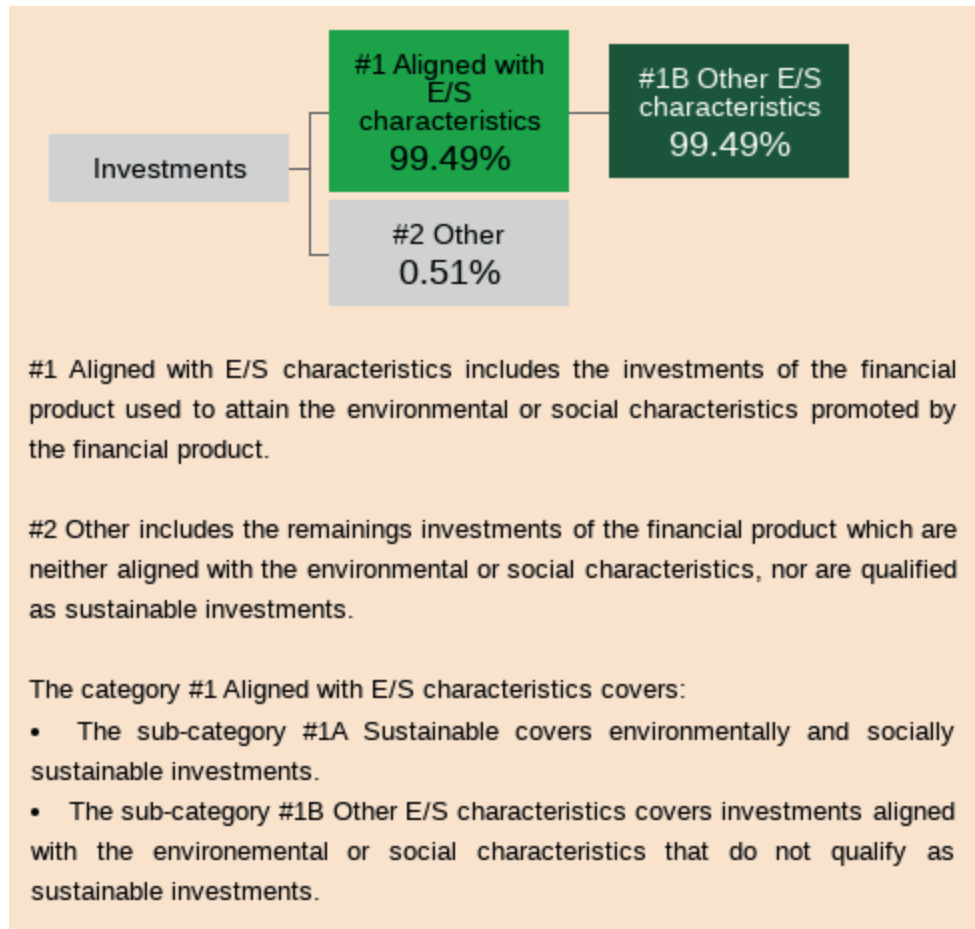 #1 Aligned with
E/S
characteristics
99.49%
#1B Other E/S
characteristics
99.49%
Investments
#2 Other
0.51%
#1 Aligned with E/S characteristics includes the investments of the financial
product used to attain the environmental or social characteristics promoted by
the financial product.
#2 Other includes the remainings investments of the financial product which are
neither aligned with the environmental or social characteristics, nor are qualified
as sustainable investments.
The category #1 Aligned with E/S characteristics covers:
• The sub-category #1A Sustainable covers environmentally and socially
sustainable investments.
• The sub-category #1B Other E/S characteristics covers investments aligned
with the environemental or social characteristics that do not qualify as
sustainable investments.